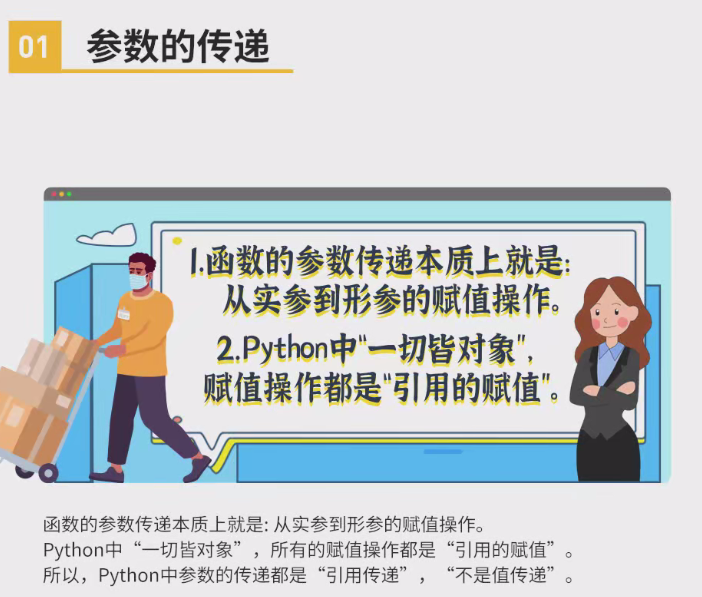 01 参数的传递
1.函数的参数传递本质上就是:
从实参到形参的赋值操作。
2.Python中“一切皆对象”,
赋值操作都是“引用的赋值”。
函数的参数传递本质上就是: 从实参到形参的赋值操作。
Python中“一切皆对象”，所有的赋值操作都是“引用的赋值”。
所以，Python中参数的传递都是“引用传递”，“不是值传递”。